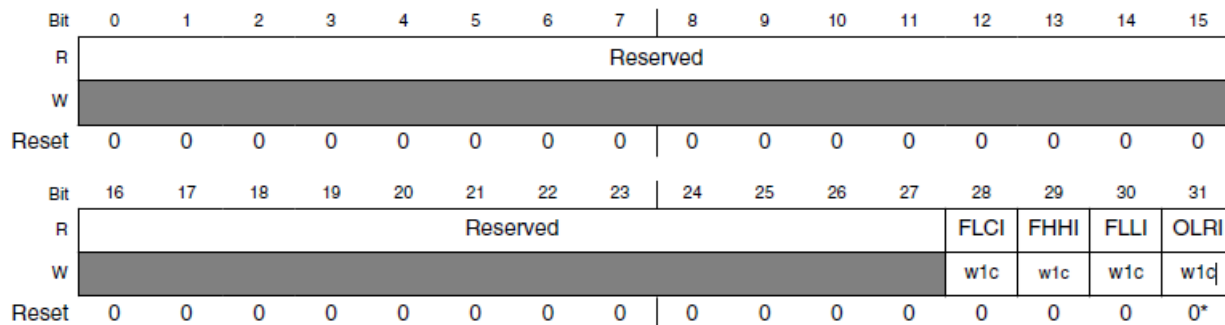 Bit 0 1 2 3 4 5 6 7 8 9 10 11 12 13 14 15
R Reserved
W
Reset 0 0 0 0 0 0 0 0 0 0 0 0 0 0 0 0
Bit 16 17 18 19 20 21 22 23 24 25 26 27 28 29 30 31
R Reserved FLCI FHHI FLLI OLRI
W w1c w1c w1c w1c
Reset 0 0 0 0 0 0 0 0 0 0 0 0 0 0 0 0*